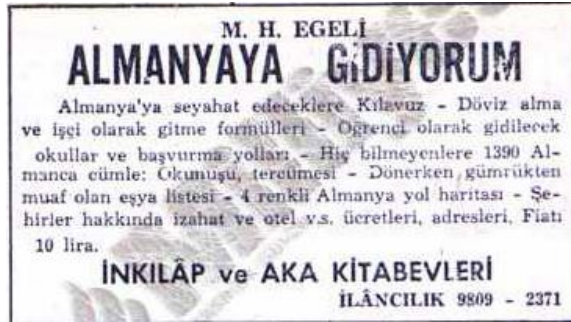 M. H. EGELİ
ALMANYAYA GİDİYORUM
Almanya'ya seyahat edeceklere Kılavuz - Döviz alma
ve işçi olarak gitme formülleri - Öğrenci olarak gidilecek
okullar ve başvurma yolları - Hiç bilmeyenlere 1390 Al-
manca cümle: Okunuşu, tercümesi - Dönerken gümrükten
muaf olan eşya listesi - 4 renkli Almanya yol haritası - Şe-
hirler hakkında izahat ve otel v.s. ücretleri, adresleri, Fiatı
10 lira.
İNKILÂP ve AKA KİTABEVLERİ
İLÂNCILIK 9809 - 2371